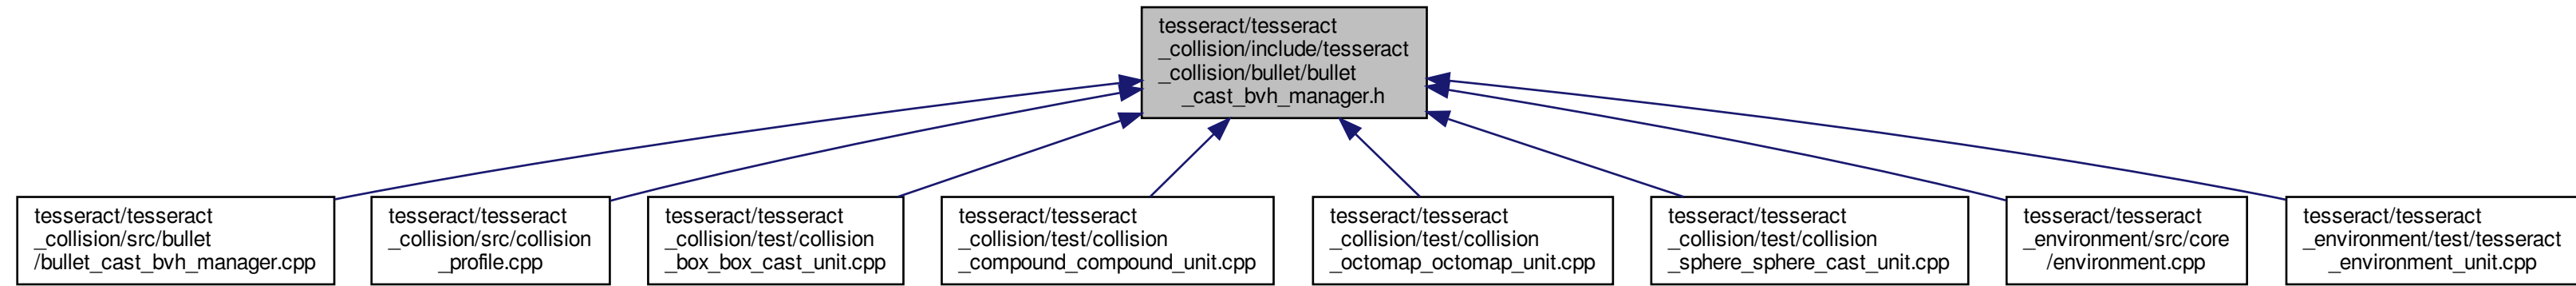 tesseract/tesseract
_collision/include/tesseract
_collision/bullet/bullet
_cast_bvh_manager.h
tesseract/tesseract
_collision/src/bullet
/bullet_cast_bvh_manager.cpp
tesseract/tesseract
_collision/src/collision
_profile.cpp
tesseract/tesseract
_collision/test/collision
_box_box_cast_unit.cpp
tesseract/tesseract
_collision/test/collision
_compound_compound_unit.cpp
tesseract/tesseract
_collision/test/collision
_octomap_octomap_unit.cpp
tesseract/tesseract
_collision/test/collision
_sphere_sphere_cast_unit.cpp
tesseract/tesseract
_environment/src/core
/environment.cpp
tesseract/tesseract
_environment/test/tesseract
_environment_unit.cpp